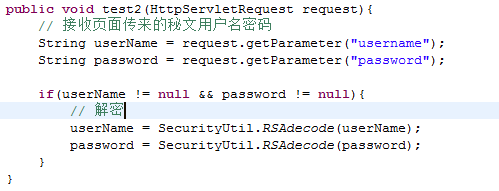 public void test2(HttpServletRequest request){
// 接收页面传来的秘文用户名密码
String userName = request.getParameter("username");
String password = request.getParameter("password");
if(userName != null && password != null){
// 解密
userName = SecurityUtil.RSAdecode(userName);
password = SecurityUtil.RSAdecode(password);
}
}